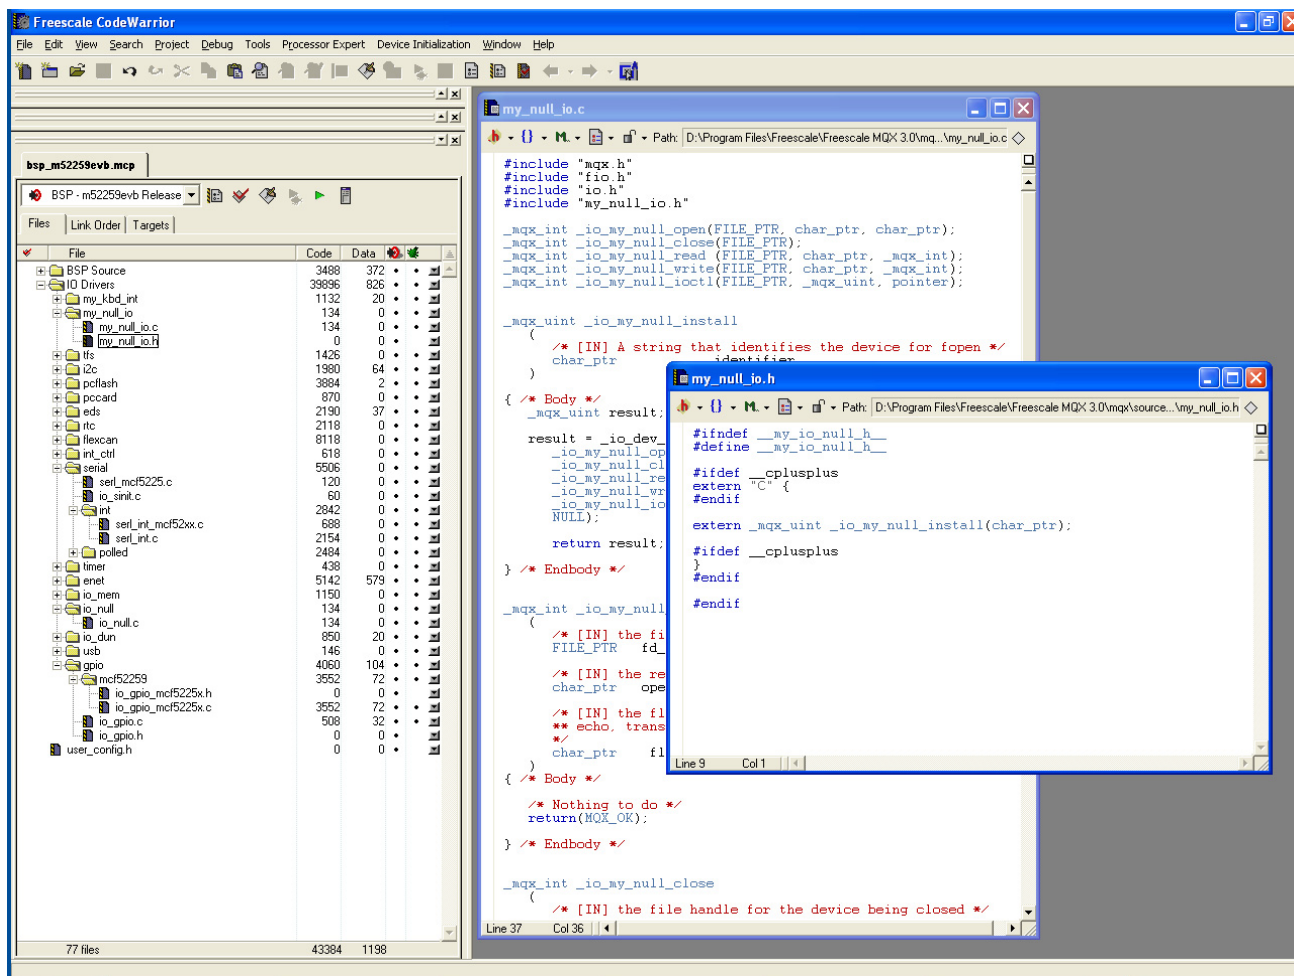 Freescale CodeWarrior
File Edit View Search Project Debug Tools Processor Expert Device Initialization Window Help
bsp_m52259evb.mcp
BSP - m52259evb Release
Files Link Order Targets
File Code Data
BSP Source 3488 372
IO Drivers 39896 826
my_kbd_int 1132 20
my_null_io 134 0
my_null_io.c 134 0
my_null_io.h 0 0
tfs 1426 0
i2c 1980 64
pcflash 3884 2
pccard 870 0
eds 2190 37
rtc 2118 0
flexcan 8118 0
int_ctrl 618 0
serial 5506 0
serl_mcf5225.c 120 0
io_sinit.c 60 0
int 2842 0
serl_int_mcf52xx.c 688 0
serl_int.c 2154 0
polled 2484 0
timer 438 0
enet 5142 579
io_mem 1150 0
io_null 134 0
io_null.c 134 0
io_dun 850 20
usb 146 0
gpio 4060 104
mcf52259 3552 72
io_gpio_mcf5225x.h 0 0
io_gpio_mcf5225x.c 3552 72
io_gpio.c 508 32
io_gpio.h 0 0
user_config.h 0 0
77 files 43384 1198
my_null_io.c
Path: D:\Program Files\Freescale\Freescale MQX 3.0\mq...\my_null_io.c
#include "mqx.h"
#include "fio.h"
#include "io.h"
#include "my_null_io.h"
_mqx_int _io_my_null_open(FILE_PTR, char_ptr, char_ptr);
_mqx_int _io_my_null_close(FILE_PTR);
_mqx_int _io_my_null_read (FILE_PTR, char_ptr, _mqx_int);
_mqx_int _io_my_null_write(FILE_PTR, char_ptr, _mqx_int);
_mqx_int _io_my_null_ioctl(FILE_PTR, _mqx_uint, pointer);
_mqx_uint _io_my_null_install
(
/* [IN] A string that identifies the device for fopen */
char_ptr identifier
)
{ /* Body */
_mqx_uint result;
result = _io_dev_
_io_my_null_op
_io_my_null_cl
_io_my_null_re
_io_my_null_wr
_io_my_null_io
NULL);
return result;
} /* Endbody */
_mqx_int _io_my_null_
(
/* [IN] the fi
FILE_PTR fd_
/* [IN] the re
char_ptr ope
/* [IN] the fl
** echo, trans
*/
char_ptr fl
)
{ /* Body */
/* Nothing to do */
return(MQX_OK);
} /* Endbody */
_mqx_int _io_my_null_close
(
/* [IN] the file handle for the device being closed */
Line 37 Col 36
my_null_io.h
Path: D:\Program Files\Freescale\Freescale MQX 3.0\mqx\source...\my_null_io.h
#ifndef __my_io_null_h__
#define __my_io_null_h__
#ifdef __cplusplus
extern "C" {
#endif
extern _mqx_uint _io_my_null_install(char_ptr);
#ifdef __cplusplus
}
#endif
#endif
Line 9 Col 1